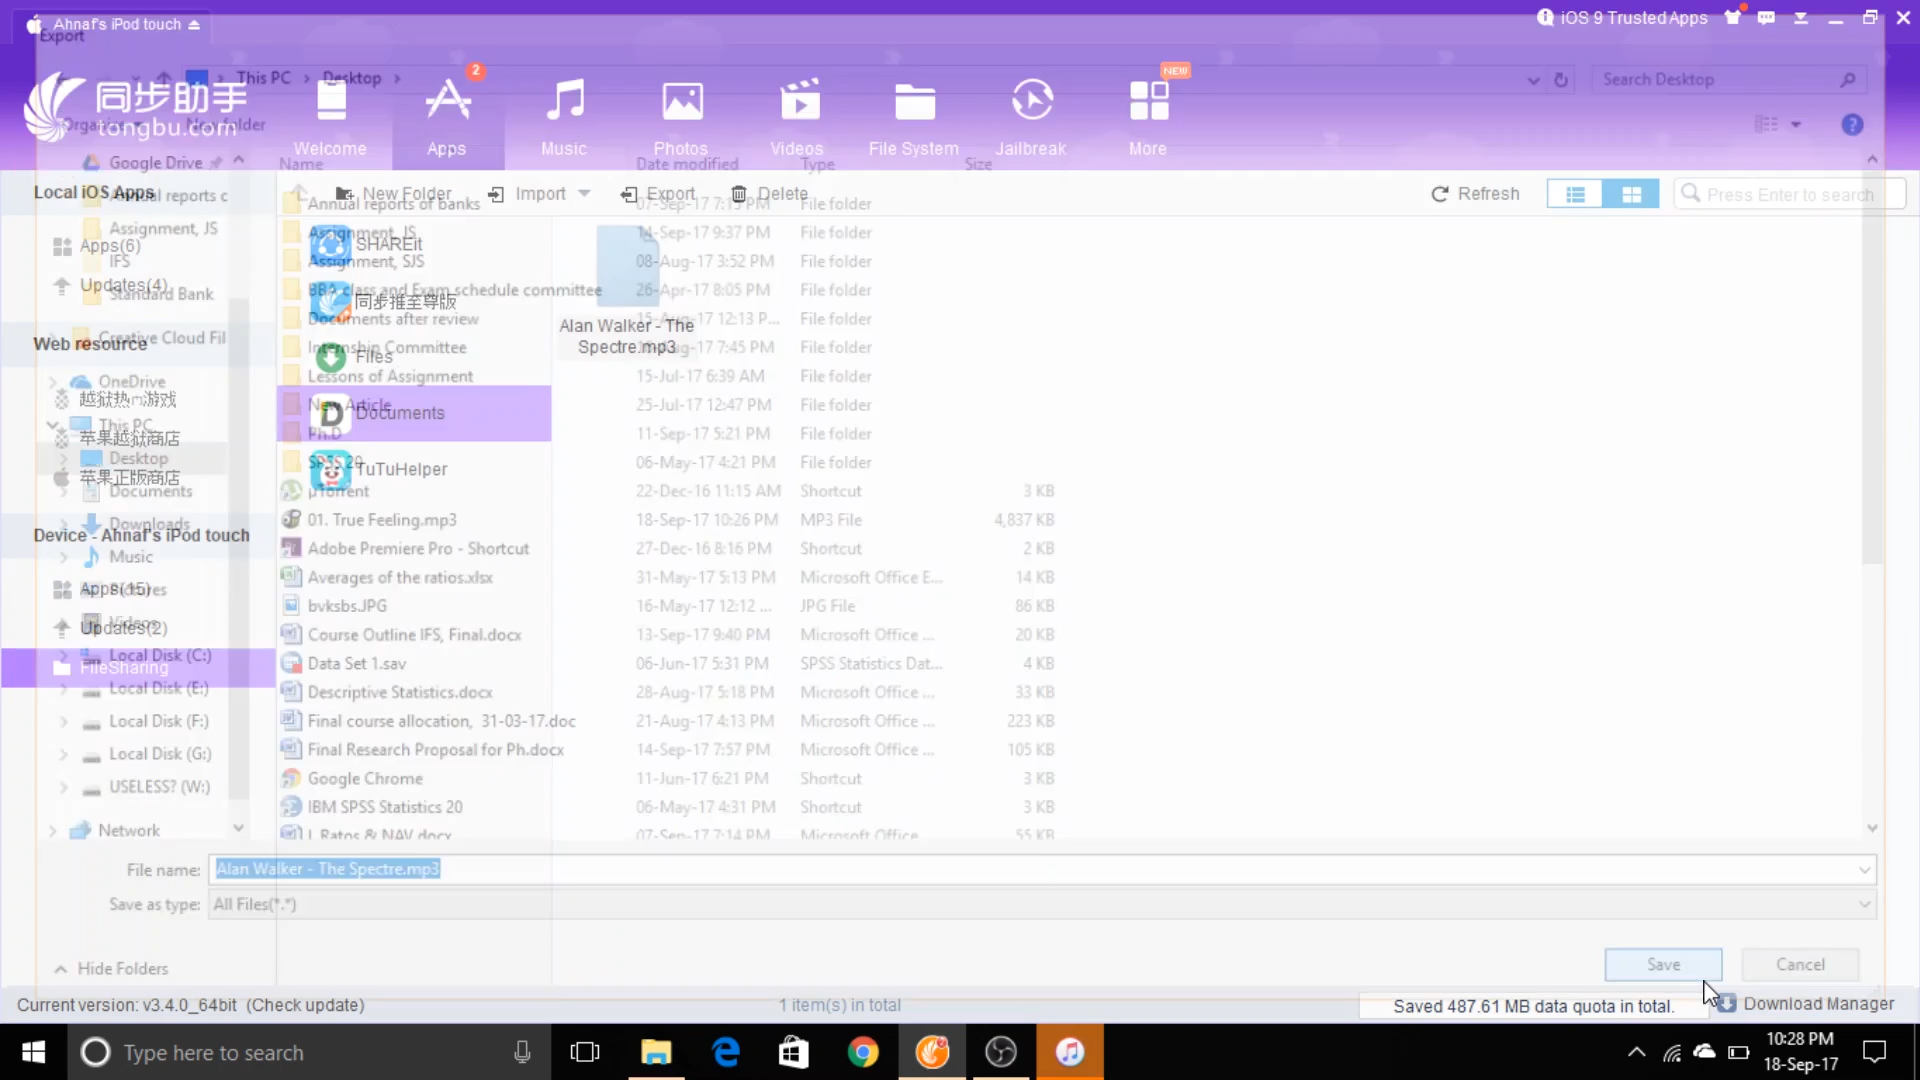 Ahnaf's iPod touch
Export
iOS 9 Trusted Apps
This PC
Desktop
Search Desktop
同步助手
tongbu.com
Organize
New folder
2
NEW
Welcome
Apps
Music
Photos
Videos
File System
Jailbreak
More
Name
Date modified
Type
Size
New Folder
Import
Export
Delete
Refresh
Press Enter to search
Google Drive
Local iOS Apps
Annual reports c
Assignment, JS
Apps(6)
IFS
Updates(4)
Standard Bank
Creative Cloud Fil
Web resource
OneDrive
This PC
苹果越狱商店
Desktop
苹果正版商店
Documents
Downloads
Device - Ahnaf's iPod touch
Music
Apps(15)
Pictures
Videos
Updates(2)
Local Disk (C:)
FileSharing
Local Disk (E:)
Local Disk (F:)
Local Disk (G:)
USELESS? (W:)
Network
SHAREit
同步推至尊版
Files
Documents
TuTuHelper
Alan Walker - The
Spectre.mp3
Annual reports of banks 07-Sep-17 7:15 PM File folder
Assignment, JS 14-Sep-17 9:37 PM File folder
Assignment, SJS 08-Aug-17 3:52 PM File folder
BBA class and Exam schedule committee 26-Apr-17 8:05 PM File folder
Documents after review 15-Aug-17 12:13 P... File folder
Internship Committee 7:45 PM File folder
Lessons of Assignment 15-Jul-17 6:39 AM File folder
New Article 25-Jul-17 12:47 PM File folder
Ph.D 11-Sep-17 5:21 PM File folder
SPSS 20 06-May-17 4:21 PM File folder
µTorrent 22-Dec-16 11:15 AM Shortcut 3 KB
01. True Feeling.mp3 18-Sep-17 10:26 PM MP3 File 4,837 KB
Adobe Premiere Pro - Shortcut 27-Dec-16 8:16 PM Shortcut 2 KB
Averages of the ratios.xlsx 31-May-17 5:13 PM Microsoft Office E... 14 KB
bvksbs.JPG 16-May-17 12:12 ... JPG File 86 KB
Course Outline IFS, Final.docx 13-Sep-17 9:40 PM Microsoft Office ... 20 KB
Data Set 1.sav 06-Jun-17 5:31 PM SPSS Statistics Dat... 4 KB
Descriptive Statistics.docx 28-Aug-17 5:18 PM Microsoft Office ... 33 KB
Final course allocation, 31-03-17.doc 21-Aug-17 4:13 PM Microsoft Office ... 223 KB
Final Research Proposal for Ph.docx 14-Sep-17 7:57 PM Microsoft Office ... 105 KB
Google Chrome 11-Jun-17 6:21 PM Shortcut 3 KB
IBM SPSS Statistics 20 06-May-17 4:31 PM Shortcut 3 KB
L Ratos & NAV.docx 07-Sep-17 7:14 PM Microsoft Office 55 KB
File name: Alan Walker - The Spectre.mp3
Save as type: All Files(*.*)
Hide Folders
Save
Cancel
Current version: v3.4.0_64bit (Check update)
1 item(s) in total
Saved 487.61 MB data quota in total.
Download Manager
Type here to search
10:28 PM
18-Sep-17